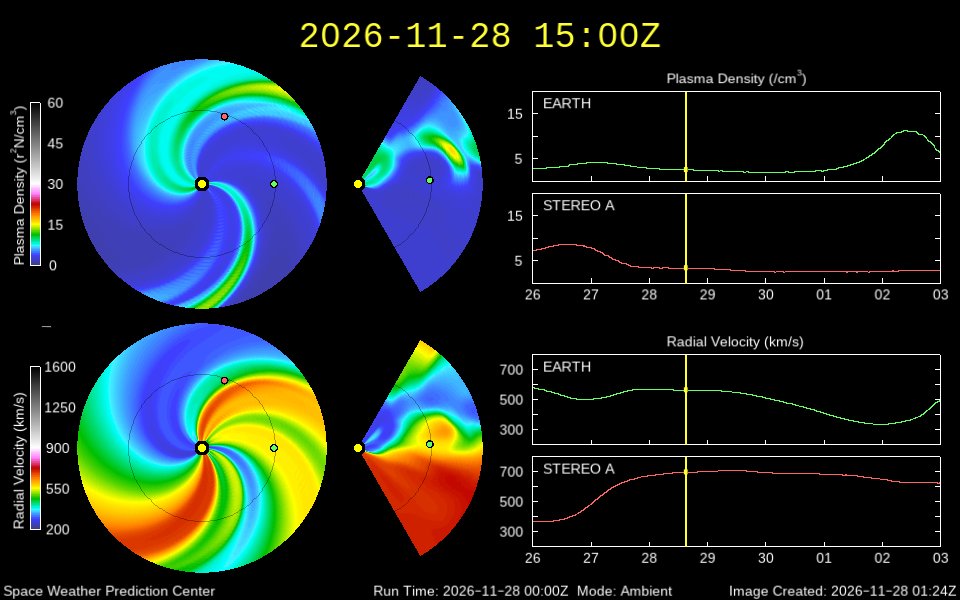 2026-11-28 15:00Z
Plasma Density (r²N/cm³)
60
45
30
15
0
Plasma Density (/cm³)
EARTH
15
5
STEREO A
15
5
26 27 28 29 30 01 02 03
Radial Velocity (km/s)
1600
1250
900
550
200
Radial Velocity (km/s)
EARTH
700
500
300
STEREO A
700
500
300
26 27 28 29 30 01 02 03
Space Weather Prediction Center Run Time: 2026-11-28 00:00Z Mode: Ambient Image Created: 2026-11-28 01:24Z